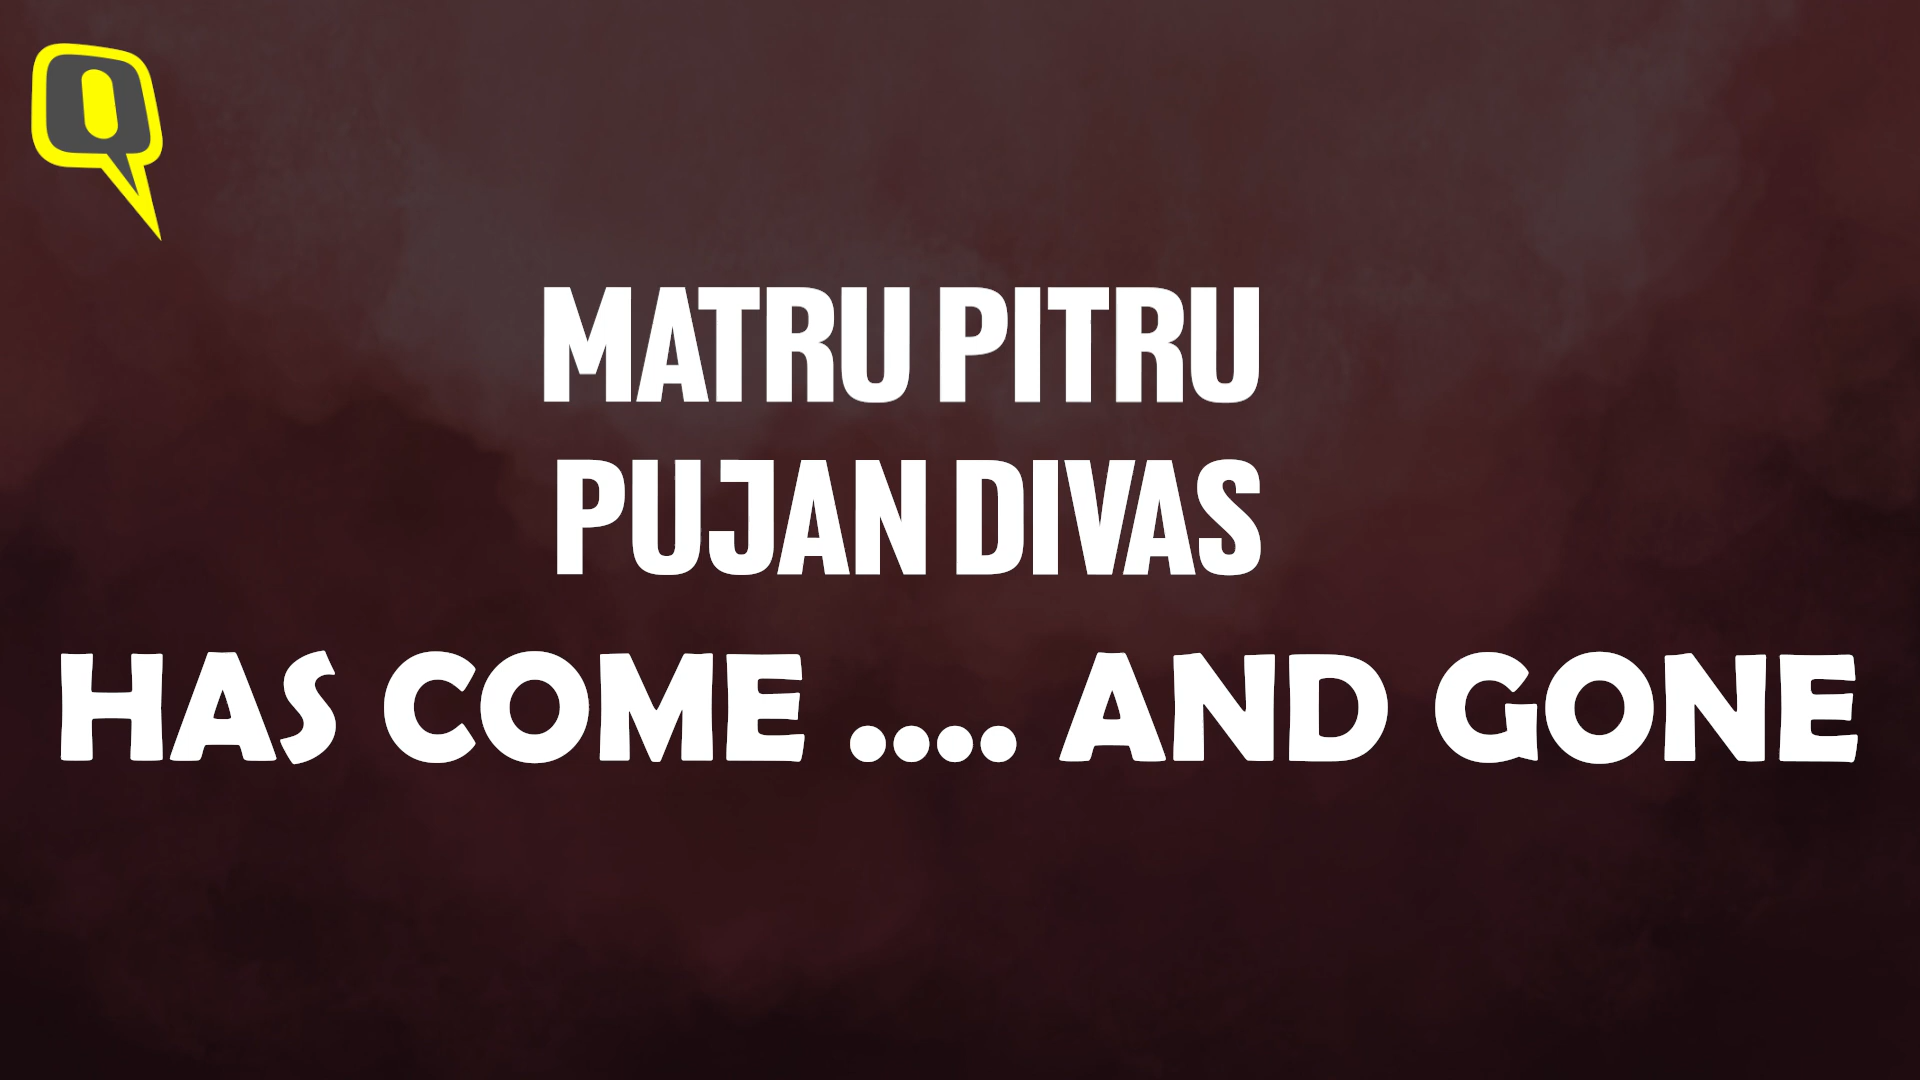 MATRU PITRU
PUJAN DIVAS
HAS COME .... AND GONE